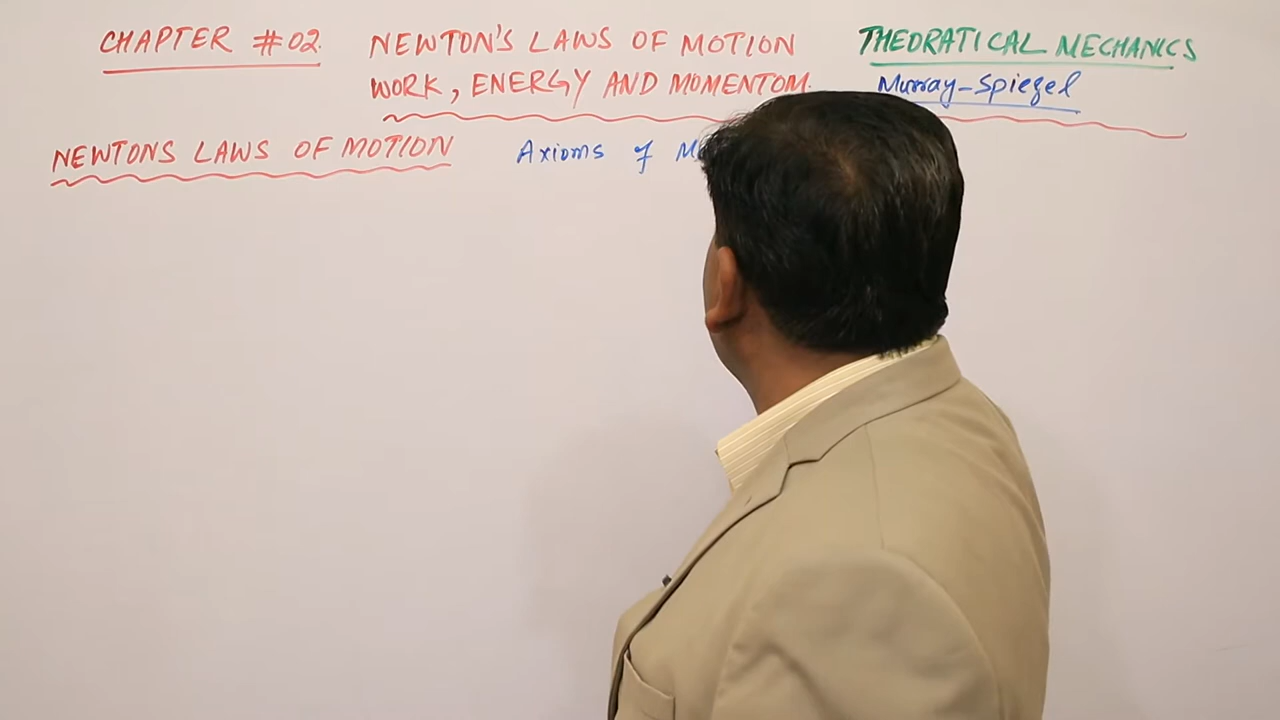 CHAPTER #02. NEWTON'S LAWS OF MOTION THEORATICAL MECHANICS
WORK, ENERGY AND MOMENTOM. Murray-Spiegel
NEWTONS LAWS OF MOTION Axioms of